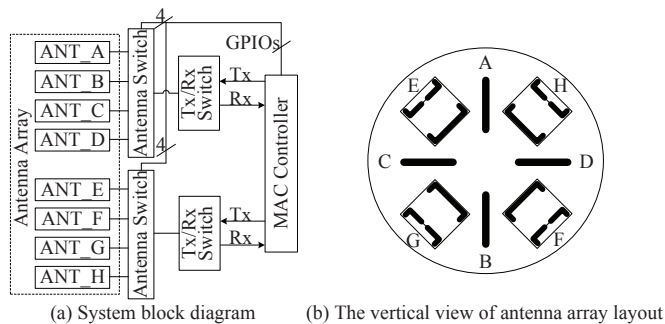 4
GPIOs
Antenna Array
ANT_A
ANT_B
ANT_C
ANT_D
Antenna Switch
Tx/Rx
Switch
Tx
Rx
MAC Controller
4
ANT_E
ANT_F
ANT_G
ANT_H
Antenna Switch
Tx/Rx
Switch
Tx
Rx
(a) System block diagram
A
E
H
C
D
G
F
B
(b) The vertical view of antenna array layout